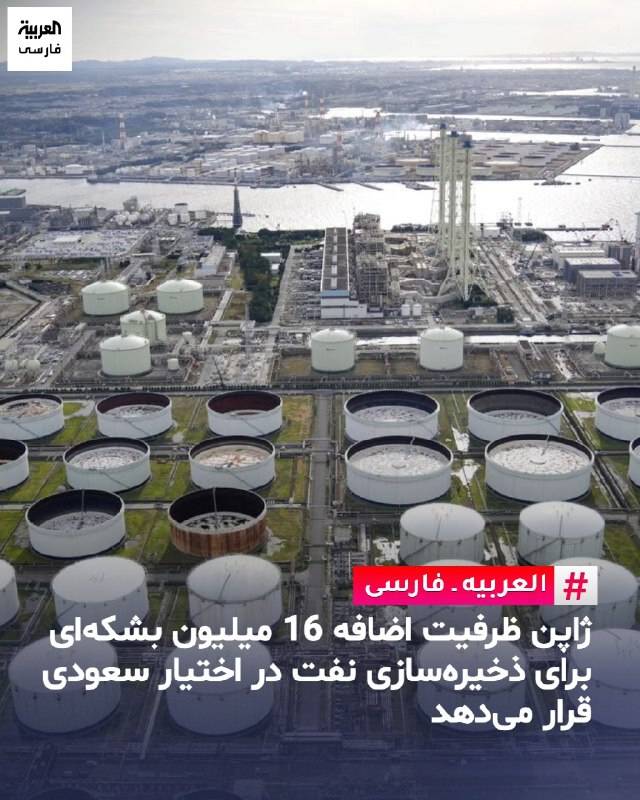 العربية
فارسی
# العربیه ـ فارسی
ژاپن ظرفیت اضافه 16 میلیون بشکه‌ای
برای ذخیره‌سازی نفت در اختیار سعودی
قرار می‌دهد